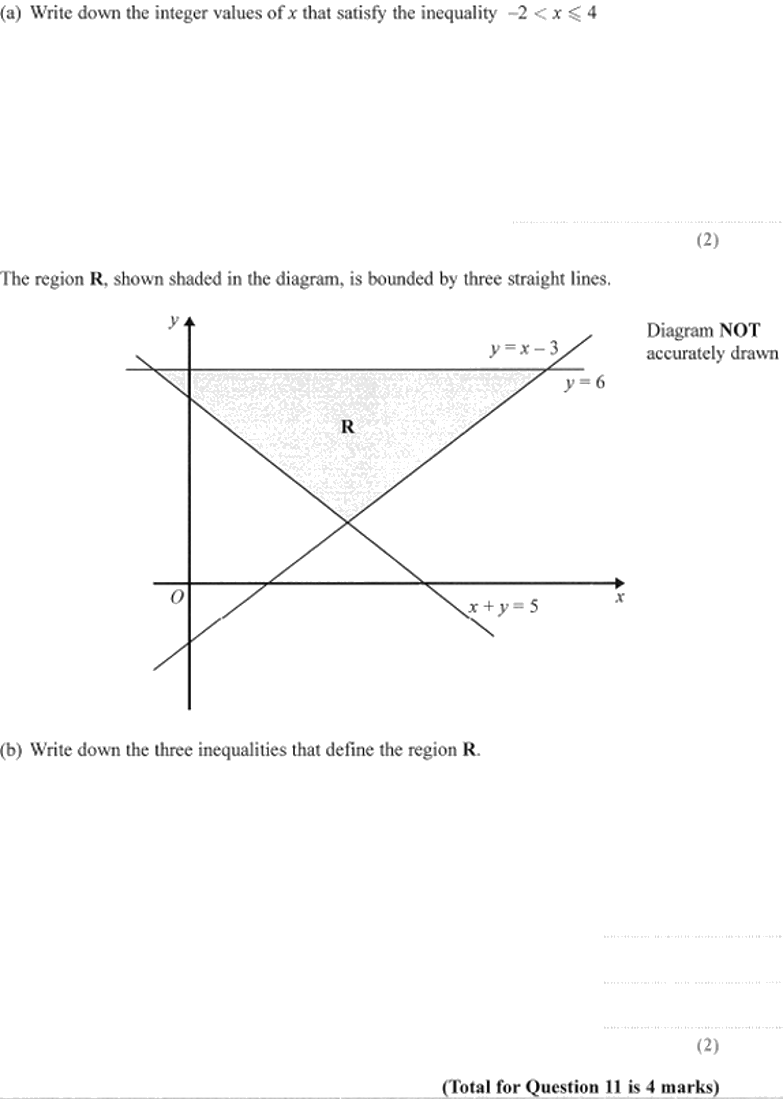 (a) Write down the integer values of x that satisfy the inequality –2 < x ⩽ 4
(2)
The region R, shown shaded in the diagram, is bounded by three straight lines.
y
y = x – 3
Diagram NOT
accurately drawn
y = 6
R
O
x
x + y = 5
(b) Write down the three inequalities that define the region R.
(2)
(Total for Question 11 is 4 marks)